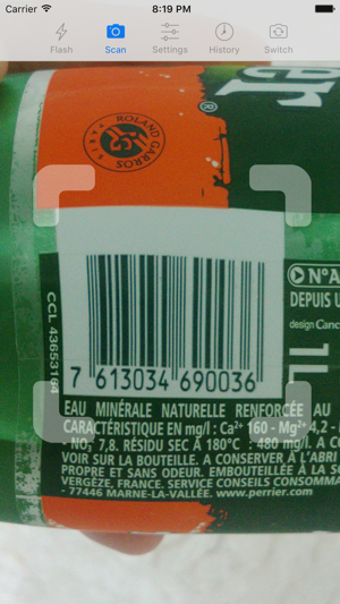 Carrier 8:19 PM
Flash Scan Settings History Switch
er
®
ROLAND GARROS
PARIS
N°A
DEPUIS
design
1L
CCL 43653164
7 613034 690036
EAU MINÉRALE NATURELLE RENFORCÉE AU
CARACTÉRISTIQUE EN mg/l : Ca²⁺ 160 - Mg²⁺ 4,2 -
- NO₃⁻ 7,8. RÉSIDU SEC À 180°C : 480 mg/l. A CO
VOIR SUR LA BOUTEILLE. A CONSERVER À L'ABRI
PROPRE ET SANS ODEUR. EMBOUTEILLÉE À LA SO
VERGÈZE, FRANCE. SERVICE CONSEILS CONSOMMA
- 77446 MARNE-LA-VALLÉE. www.perrier.com